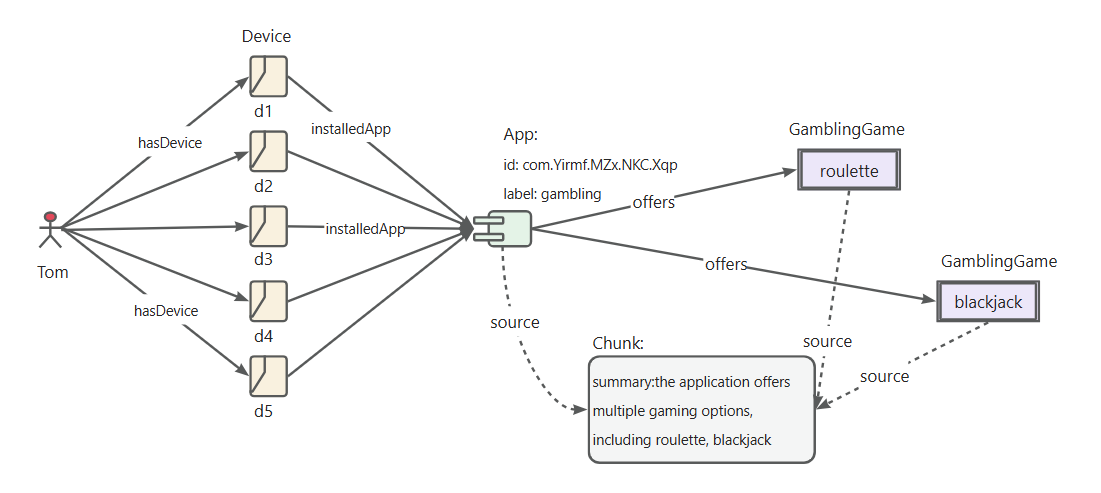 Device
d1
hasDevice
installedApp
App:
id: com.Yirmf.MZx.NKC.Xqp
label: gambling
GamblingGame
roulette
d2
offers
d3
installedApp
Tom
offers
GamblingGame
blackjack
hasDevice
d4
source
source
source
Chunk:
summary:the application offers
multiple gaming options,
including roulette, blackjack
d5